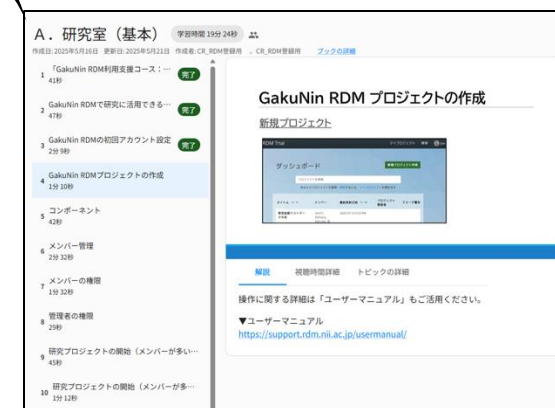 A. 研究室（基本） 学習時間 19分24秒
作成日:2025年5月16日 更新日:2025年5月21日 作成者:CR_RDM登録用 , CR_RDM登録用 ブックの詳細
1 「GakuNin RDM利用支援コース：… 完了
41秒
2 GakuNin RDMで研究に活用できる… 完了
47秒
3 GakuNin RDMの初回アカウント設定 完了
2分9秒
4 GakuNin RDMプロジェクトの作成
1分10秒
5 コンポーネント
42秒
6 メンバー管理
2分32秒
7 メンバーの権限
1分32秒
8 管理者の権限
29秒
9 研究プロジェクトの開始（メンバーが多い…
45秒
10 研究プロジェクトの開始（メンバーが多…
1分12秒
GakuNin RDM プロジェクトの作成
新規プロジェクト
RDM Trial
ダッシュボード
解説 視聴時間詳細 トピックの詳細
操作に関する詳細は「ユーザーマニュアル」もご活用ください。
▼ユーザーマニュアル
https://support.rdm.nii.ac.jp/usermanual/